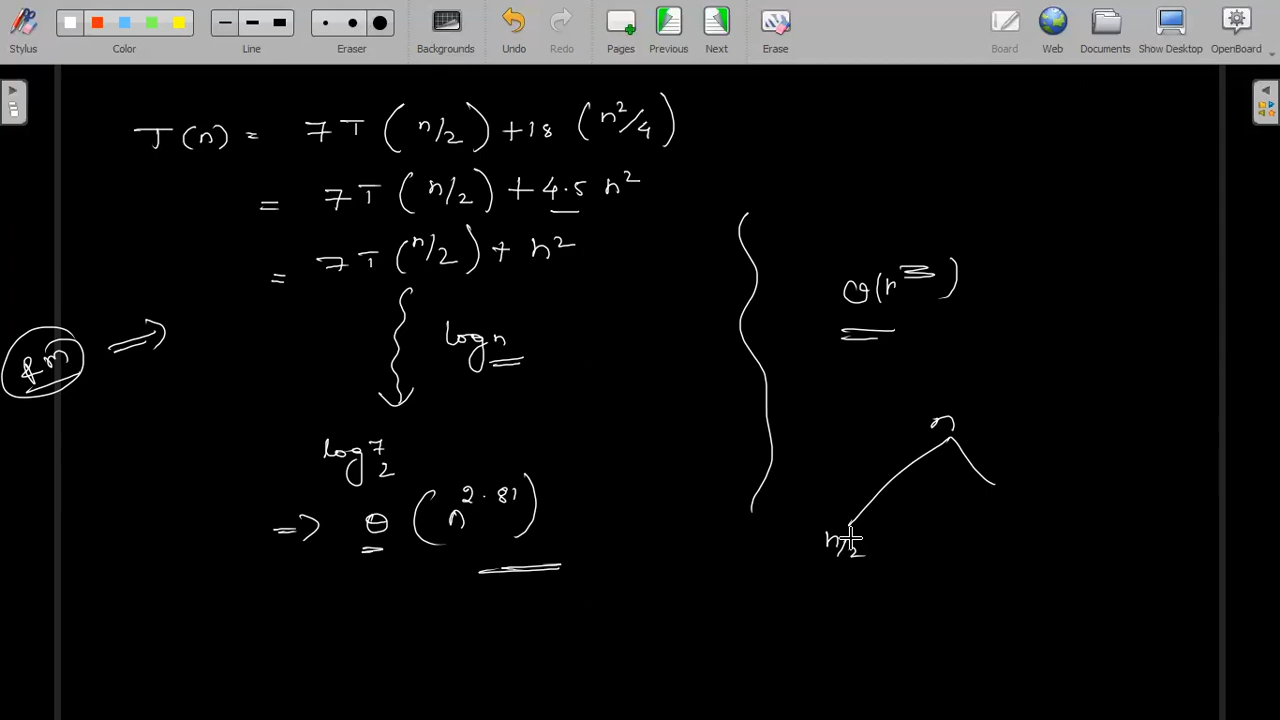 Stylus Color Line Eraser Backgrounds Undo Redo Pages Previous Next Erase Board Web Documents Show Desktop OpenBoard
T(n) = 7T(n/2) + 18 (n²/4)
= 7T(n/2) + 4.5 n²
= 7T(n/2) + n²
log n
log₂7
=> θ(n^2.81)
n
n/2